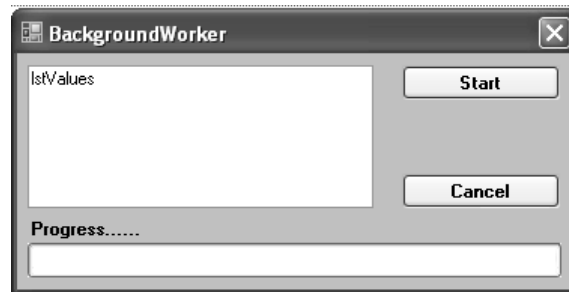 BackgroundWorker
lstValues
Start
Cancel
Progress......